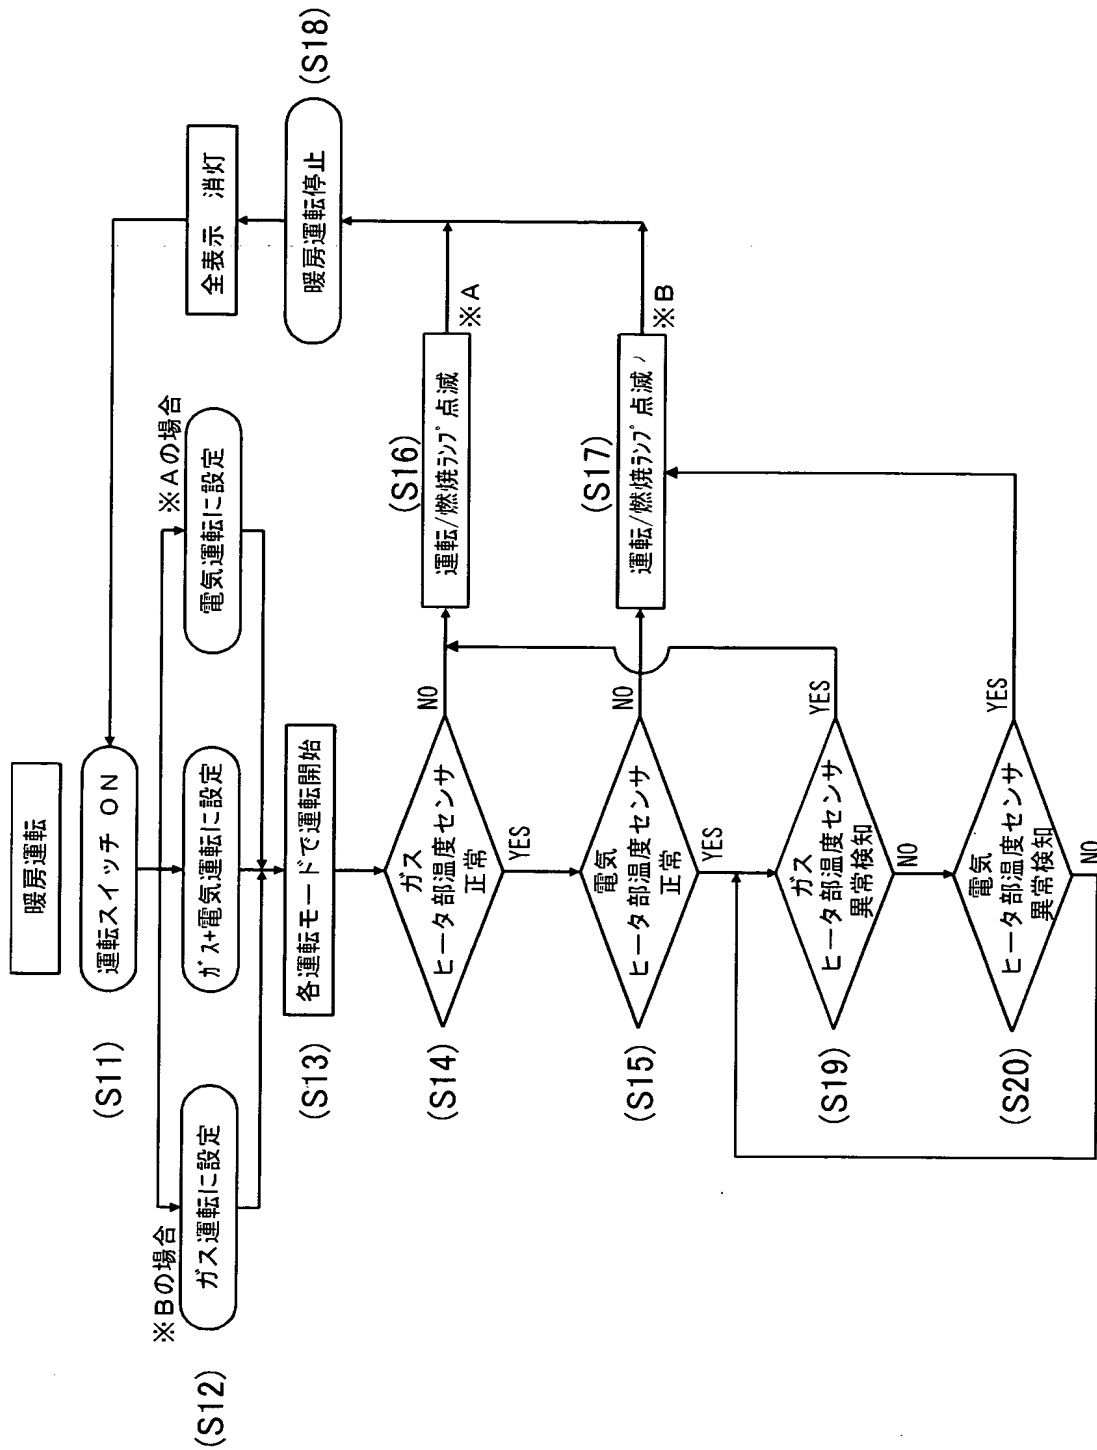 暖房運転
(S11)
運転スイッチ ON
※Bの場合
※Aの場合
(S12)
ガス運転に設定
ガス+電気運転に設定
電気運転に設定
全表示 消灯
(S13)
各運転モードで運転開始
暖房運転停止
(S18)
(S14)
ガス
ヒータ部温度センサ
正常
NO
YES
(S16)
運転/燃焼ランプ点滅
※A
(S15)
電気
ヒータ部温度センサ
正常
NO
YES
(S17)
運転/燃焼ランプ点滅
※B
(S19)
ガス
ヒータ部温度センサ
異常検知
YES
NO
(S20)
電気
ヒータ部温度センサ
異常検知
YES
NO